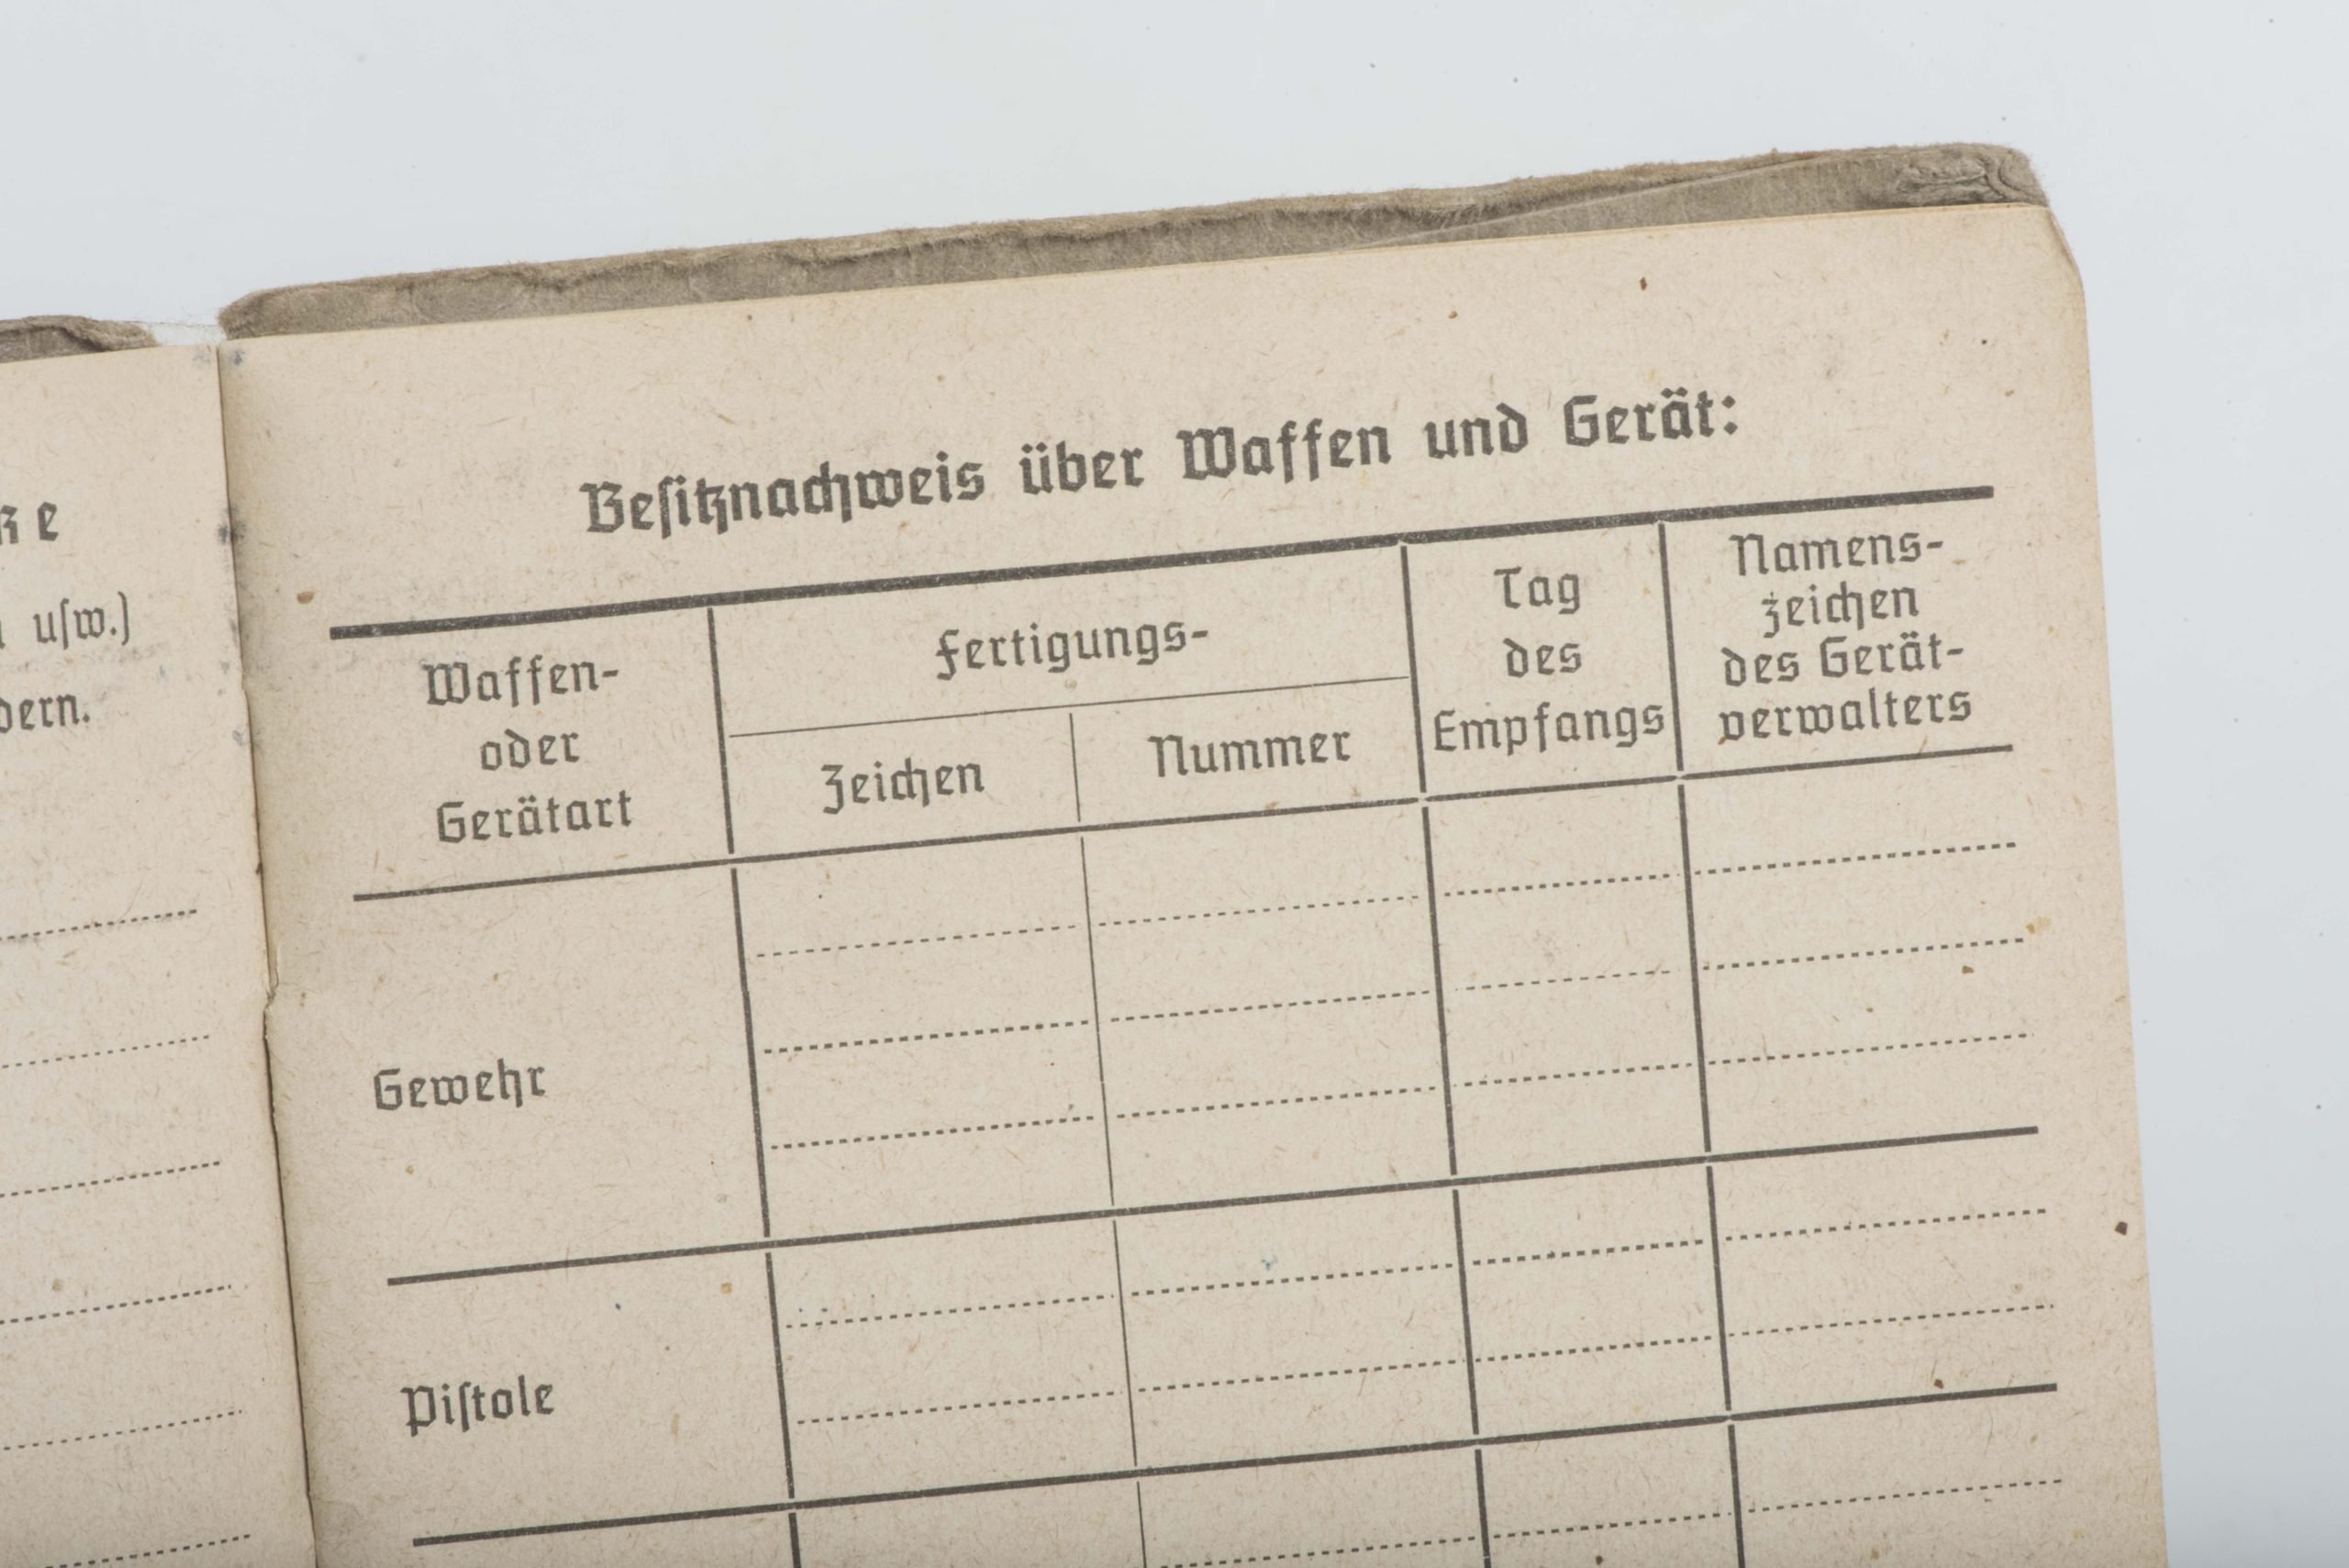 usw.)
dern.
Besitznachweis über Waffen und Gerät:
Waffen-
oder
Gerätart
Fertigungs-
Zeichen
Nummer
Tag
des
Empfangs
Namens-
zeichen
des Gerät-
verwalters
Gewehr
Pistole